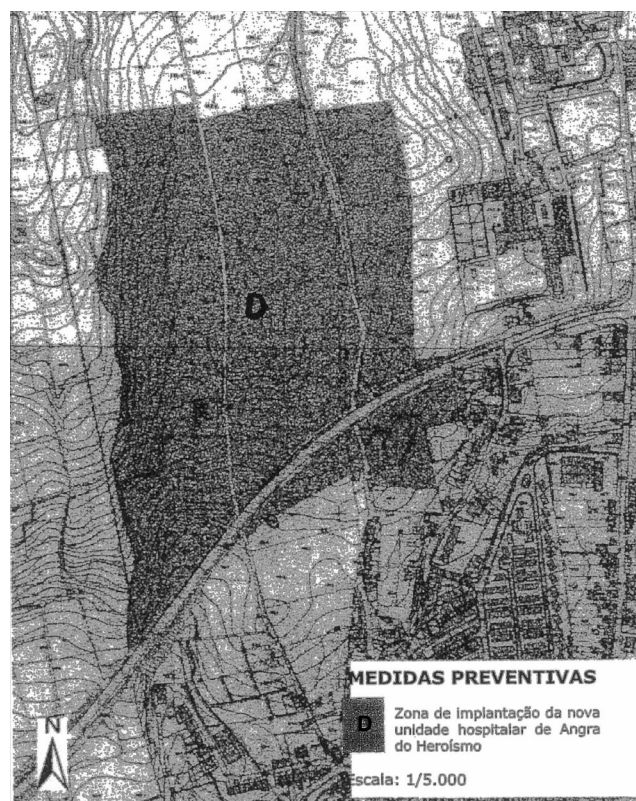 D
N
MEDIDAS PREVENTIVAS
D
Zona de implantação da nova
unidade hospitalar de Angra
do Heroísmo
Escala: 1/5.000